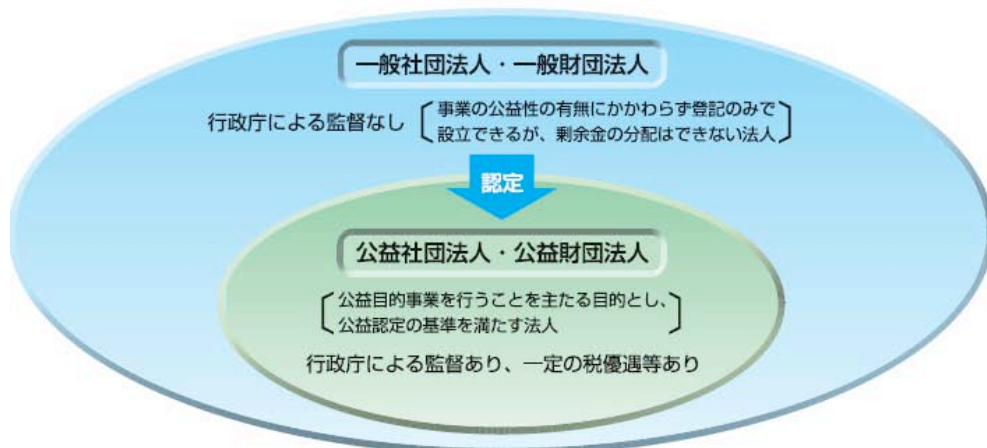 一般社団法人・一般財団法人
行政庁による監督なし
事業の公益性の有無にかかわらず登記のみで
設立できるが、剰余金の分配はできない法人
認定
公益社団法人・公益財団法人
公益目的事業を行うことを主たる目的とし、
公益認定の基準を満たす法人
行政庁による監督あり、一定の税優遇等あり